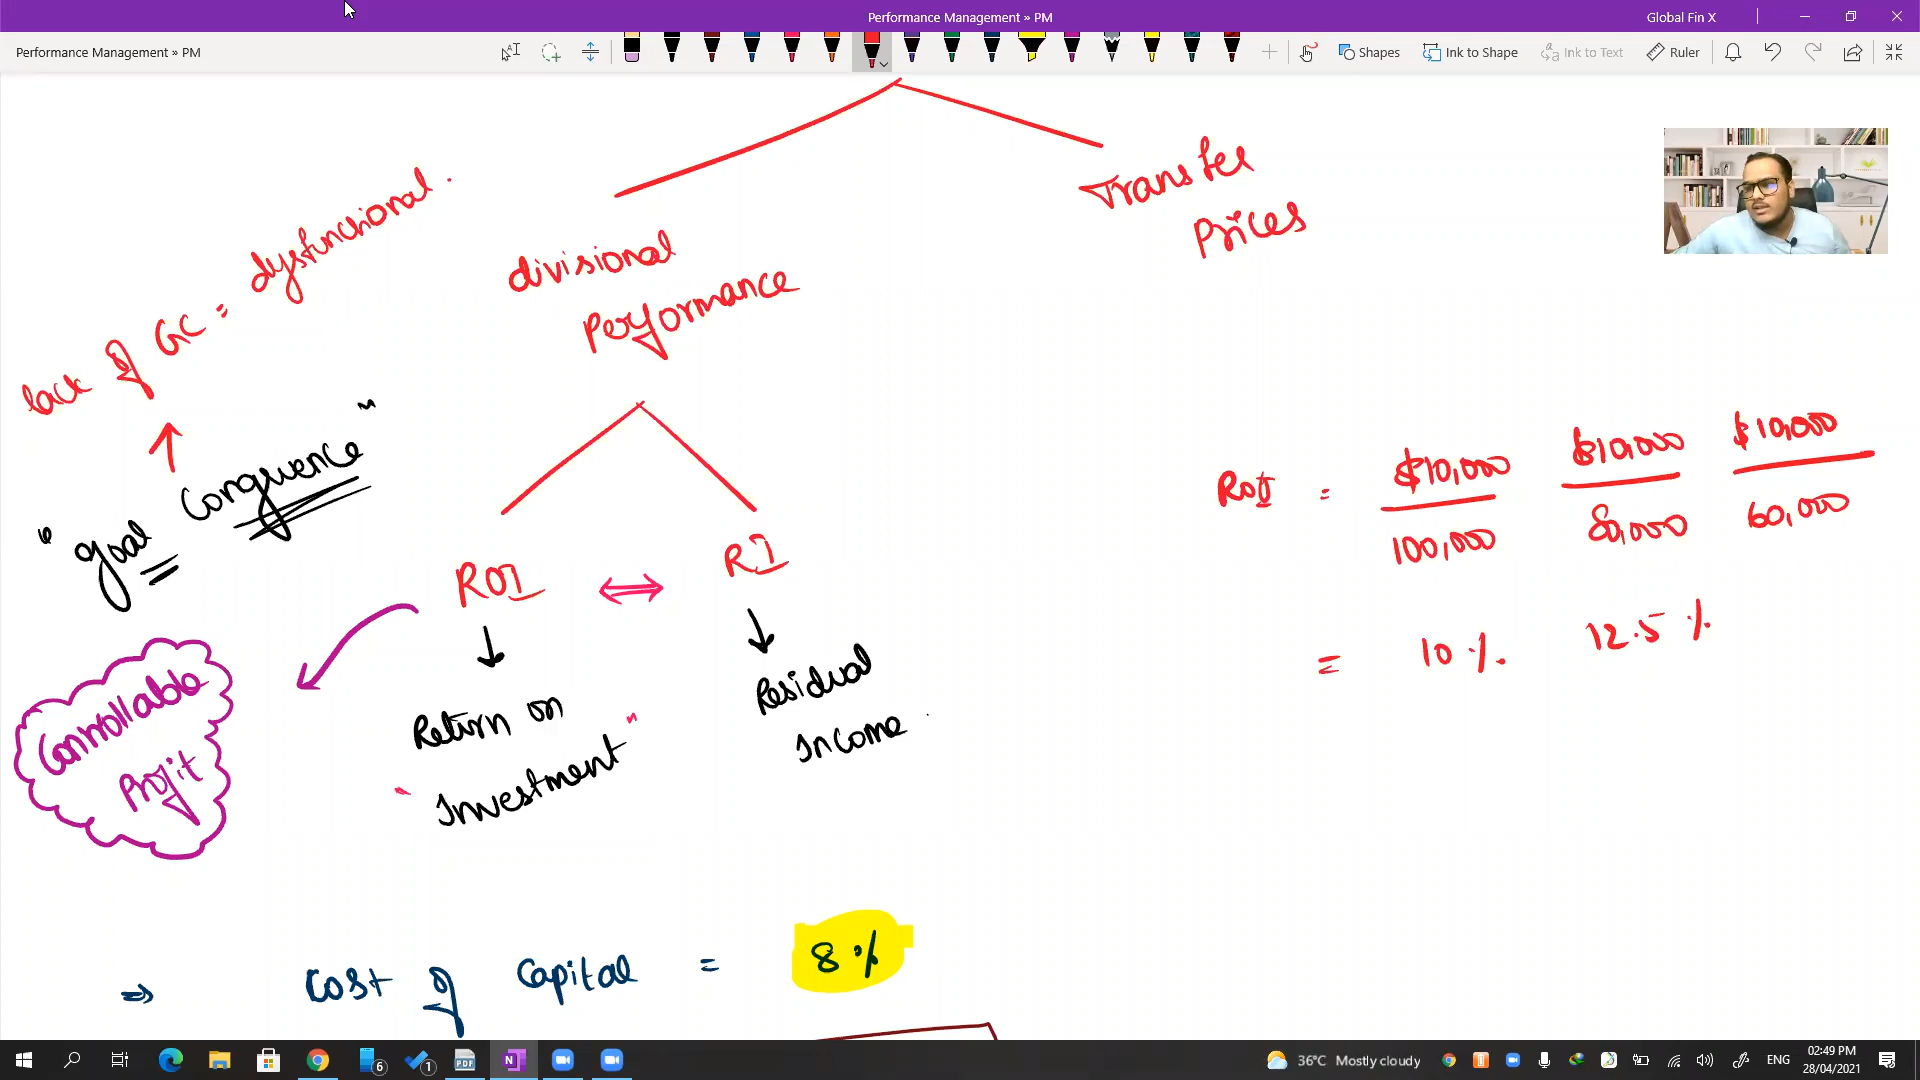 Performance Management » PM
Global Fin X
Performance Management » PM
Shapes
Ink to Shape
Ink to Text
Ruler
Transfer
Prices
lack of GC = dysfunctional.
divisional
Performance
"Goal Congruence"
ROI = $10,000 $10,000 $10,000
100,000 80,000 60,000
= 10% 12.5%
ROI ⇔ RI
Controllable
Profit
Return on
"Investment"
Residual
Income
⇒ Cost of Capital = 8%
6
1
PDF
N
36°C Mostly cloudy
ENG
02:49 PM
28/04/2021